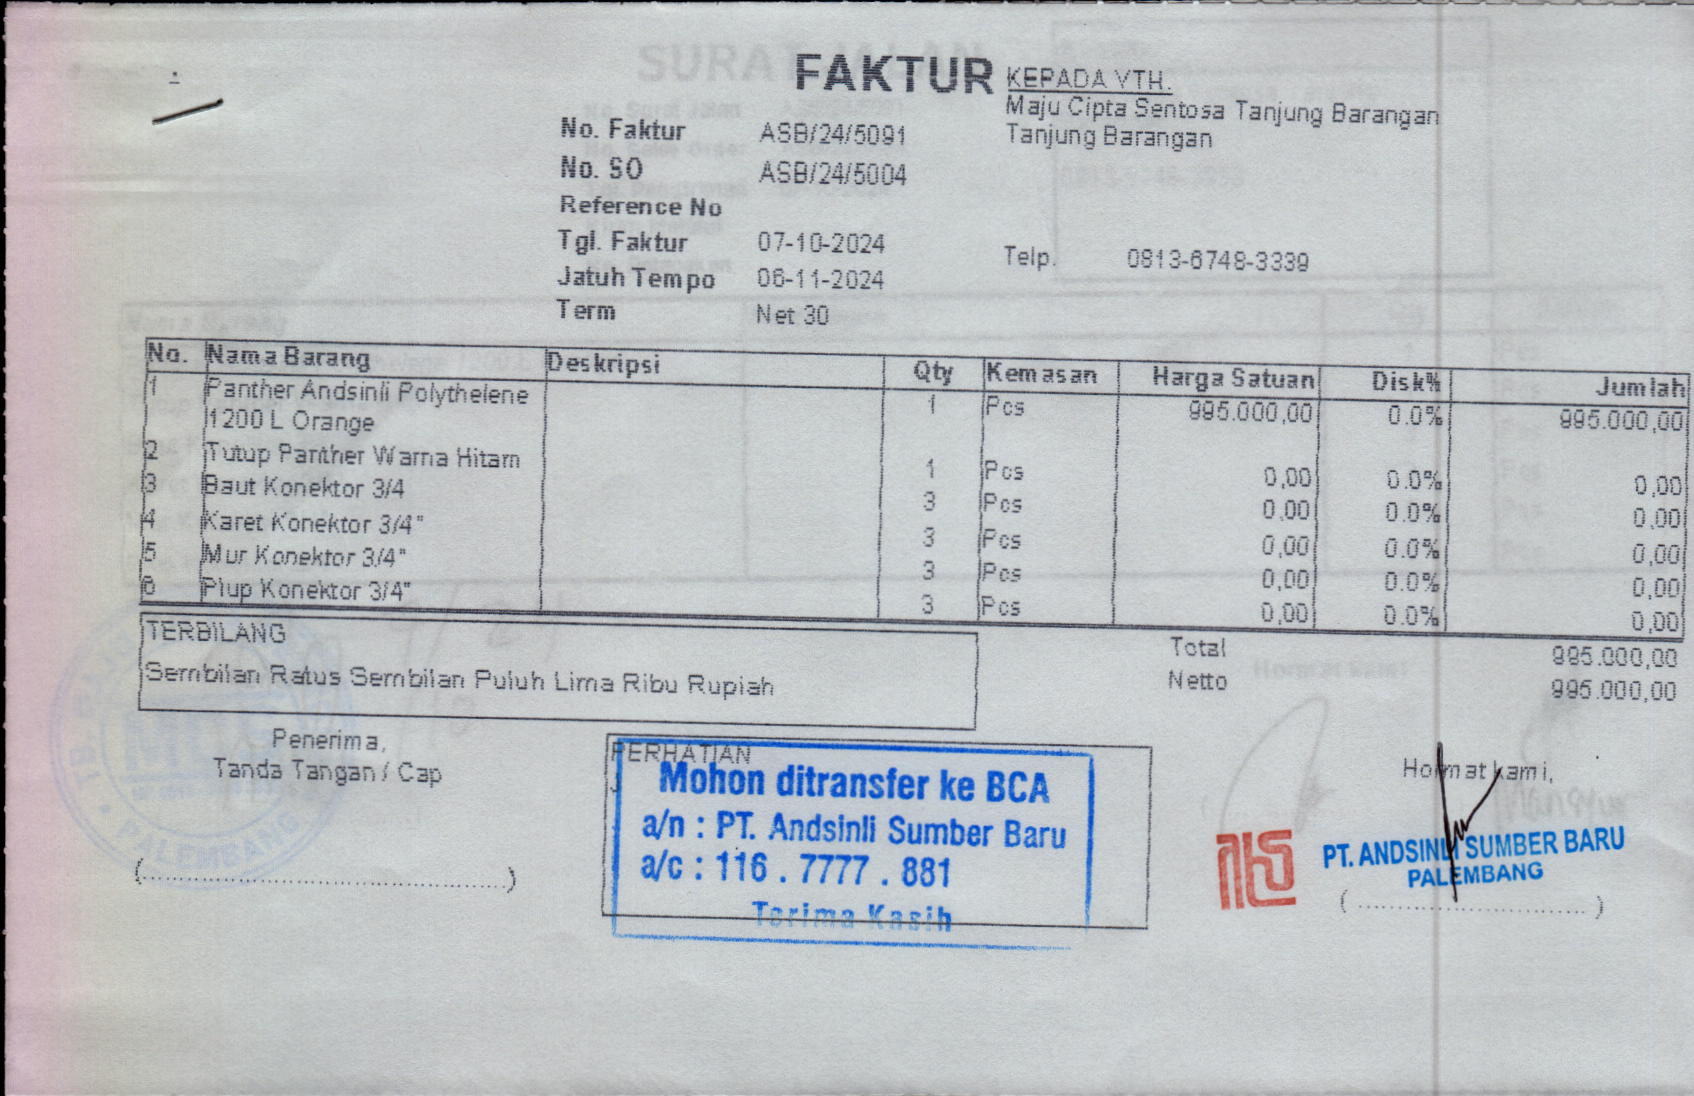 FAKTUR
KEPADA YTH.
Maju Cipta Sentosa Tanjung Barangan
Tanjung Barangan
No. Faktur ASB/24/5091
No. SO ASB/24/5004
Reference No
Tgl. Faktur 07-10-2024
Jatuh Tempo 06-11-2024
Term Net 30
Telp. 0813-6748-3339
No. Nama Barang Deskripsi Qty Kemasan Harga Satuan Disk% Jumlah
1 Panther Andsinli Polythelene 1 Pcs 995.000,00 0.0% 995.000,00
1200 L Orange
2 Tutup Panther Warna Hitam 1 Pcs 0,00 0.0% 0,00
3 Baut Konektor 3/4 3 Pcs 0,00 0.0% 0,00
4 Karet Konektor 3/4" 3 Pcs 0,00 0.0% 0,00
5 Mur Konektor 3/4" 3 Pcs 0,00 0.0% 0,00
6 Plup Konektor 3/4" 3 Pcs 0,00 0.0% 0,00
TERBILANG
Sembilan Ratus Sembilan Puluh Lima Ribu Rupiah
Total 995.000,00
Netto 995.000,00
Penerima,
Tanda Tangan / Cap
PERHATIAN
Mohon ditransfer ke BCA
a/n : PT. Andsinli Sumber Baru
a/c : 116 . 7777 . 881
Terima Kasih
Hormat kami,
PT. ANDSINLI SUMBER BARU
PALEMBANG
PALEMBANG
SURAT JALAN